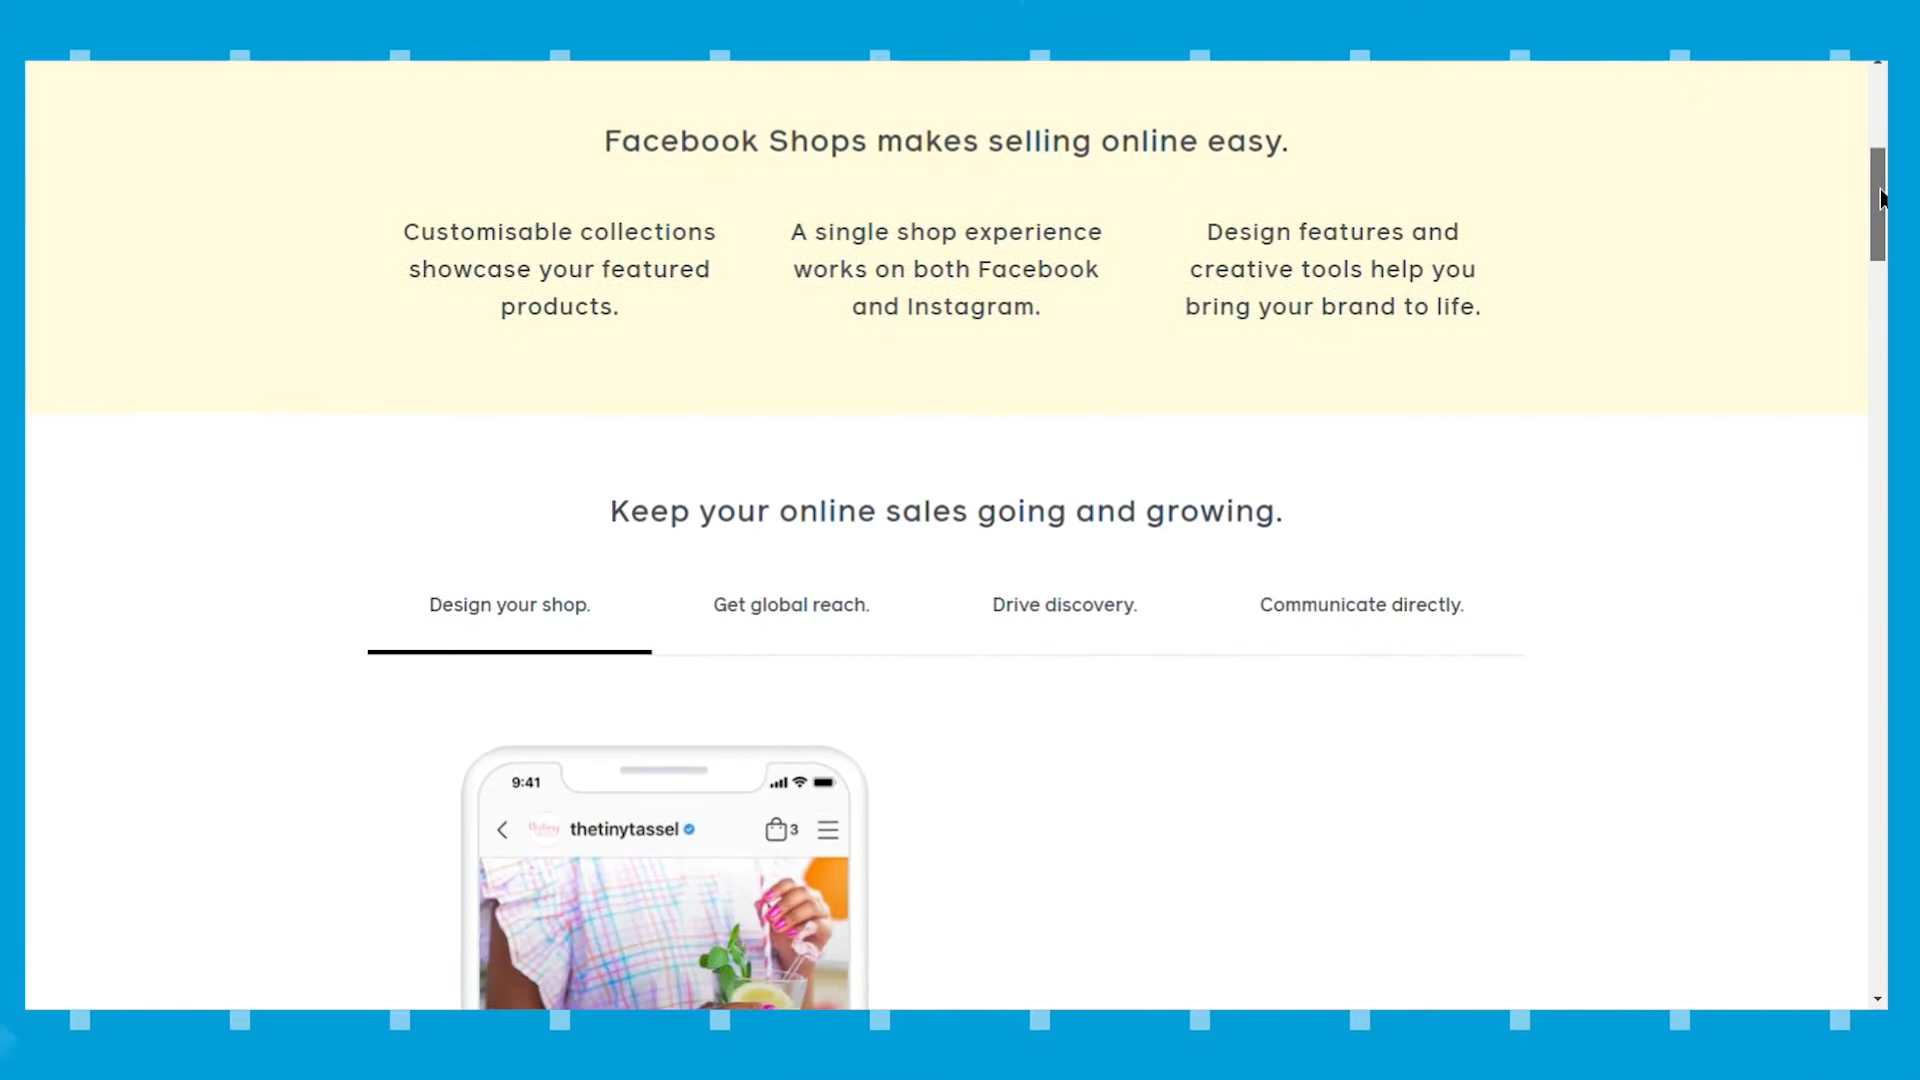 Facebook Shops makes selling online easy.
Customisable collections
showcase your featured
products.
A single shop experience
works on both Facebook
and Instagram.
Design features and
creative tools help you
bring your brand to life.
Keep your online sales going and growing.
Design your shop.
Get global reach.
Drive discovery.
Communicate directly.
9:41
thetinytassel
3